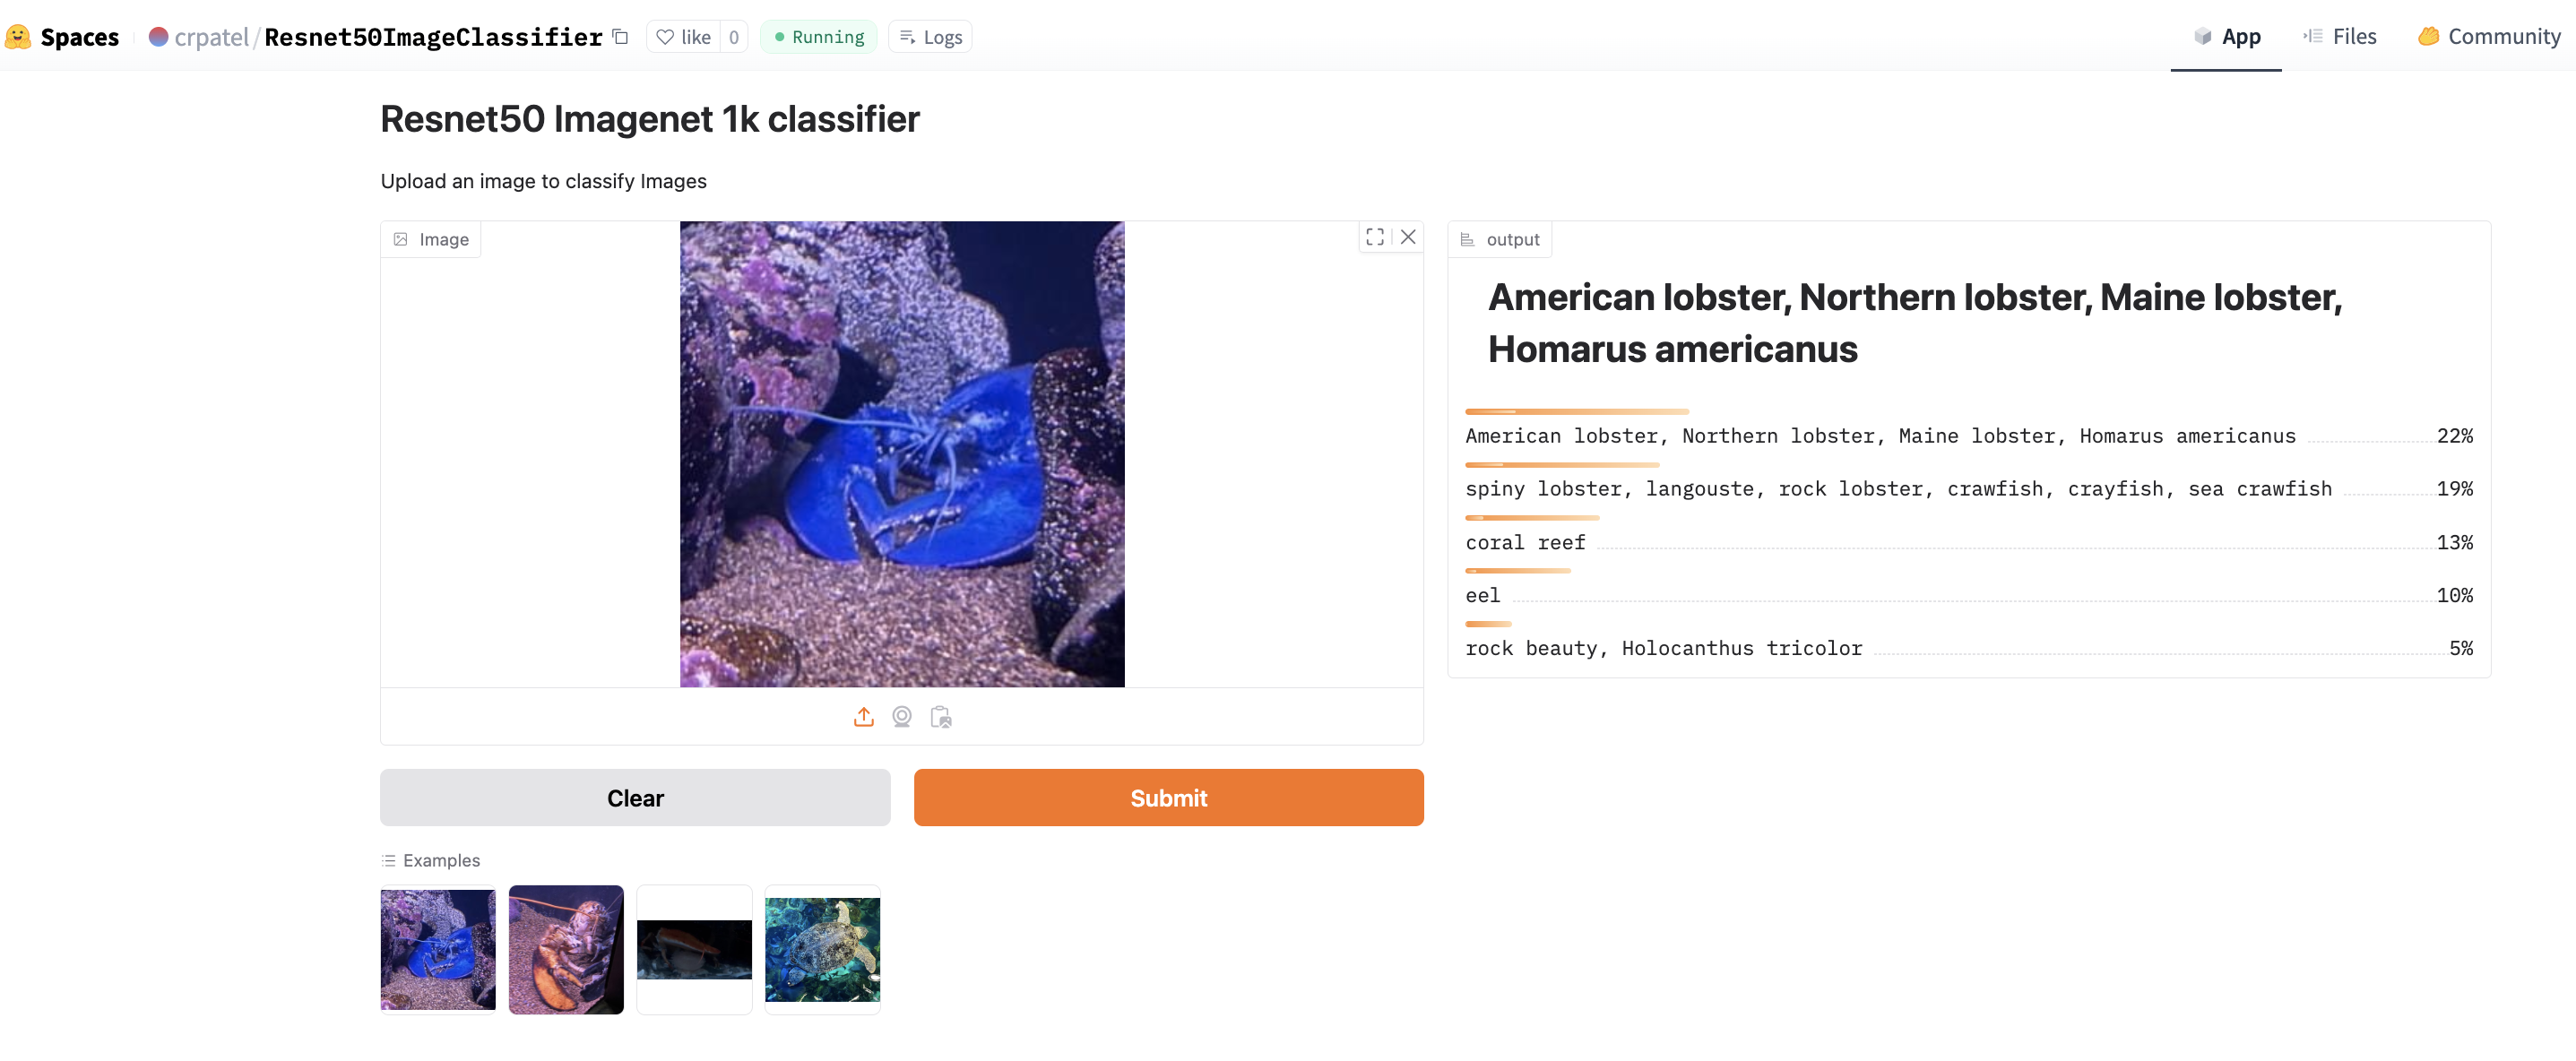 Spaces crpatel/Resnet50ImageClassifier like 0 Running Logs App Files Community
Resnet50 Imagenet 1k classifier
Upload an image to classify Images
Image
output
American lobster, Northern lobster, Maine lobster,
Homarus americanus
American lobster, Northern lobster, Maine lobster, Homarus americanus 22%
spiny lobster, langouste, rock lobster, crawfish, crayfish, sea crawfish 19%
coral reef 13%
eel 10%
rock beauty, Holocanthus tricolor 5%
Clear
Submit
Examples